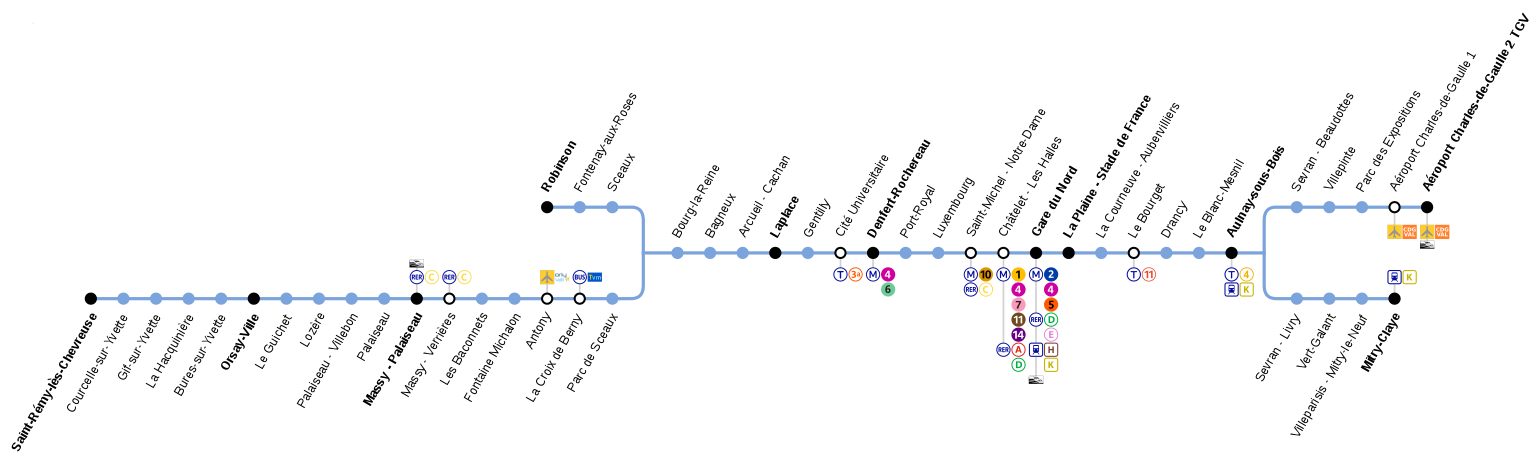 Robinson
Fontenay-aux-Roses
Sceaux
Bourg-la-Reine
Bagneux
Arcueil - Cachan
Laplace
Gentilly
Cité Universitaire
Denfert-Rochereau
Port-Royal
Luxembourg
Saint-Michel - Notre-Dame
Châtelet - Les Halles
Gare du Nord
La Plaine - Stade de France
La Courneuve - Aubervilliers
Le Bourget
Drancy
Le Blanc-Mesnil
Aulnay-sous-Bois
Sevran - Beaudottes
Villepinte
Parc des Expositions
Aéroport Charles-de-Gaulle 1
Aéroport Charles-de-Gaulle 2 TGV
CDG VAL
CDG VAL
RER C
RER C
BUS Tvm
T 3a
M 4
6
M 10
RER C
M 1
4
7
11
14
RER A
D
M 2
4
5
RER D
E
H
K
T 11
T 4
K
K
Saint-Rémy-lès-Chevreuse
Courcelle-sur-Yvette
Gif-sur-Yvette
La Hacquinière
Bures-sur-Yvette
Orsay-Ville
Le Guichet
Lozère
Palaiseau - Villebon
Palaiseau
Massy - Palaiseau
Massy - Verrières
Les Baconnets
Fontaine Michalon
Antony
La Croix de Berny
Parc de Sceaux
Sevran - Livry
Vert-Galant
Villeparisis - Mitry-le-Neuf
Mitry-Claye